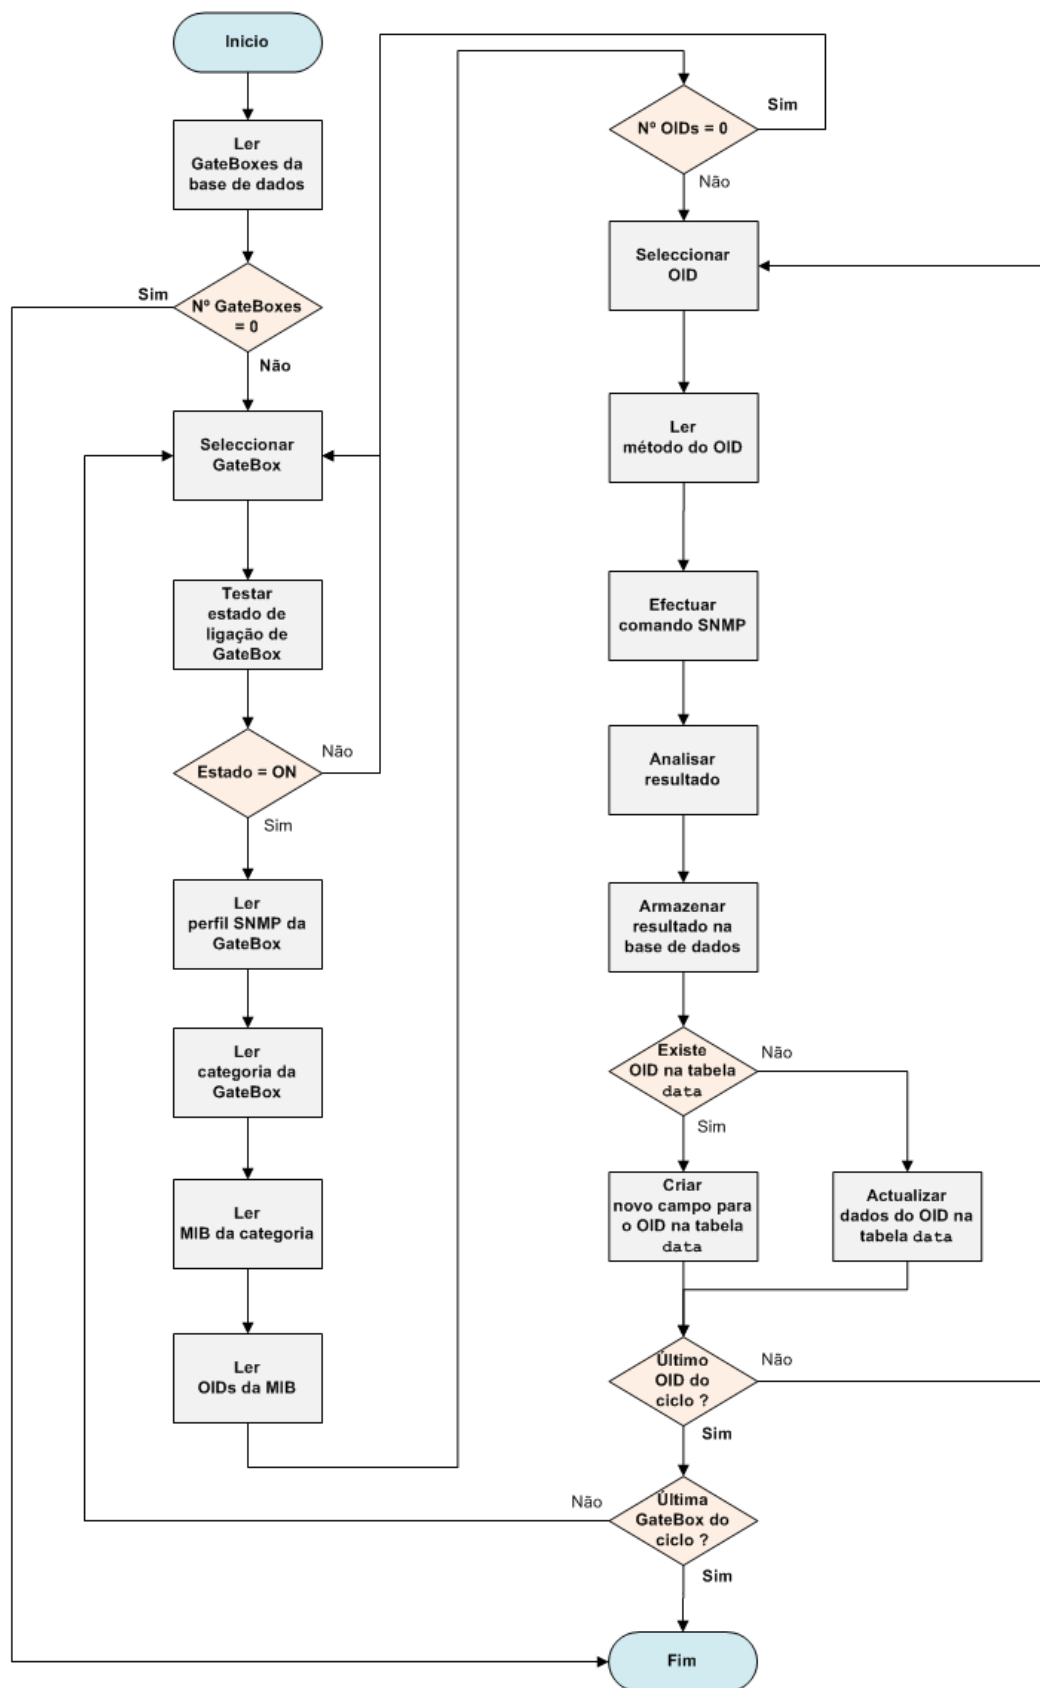 Inicio
Ler
GateBoxes da
base de dados
Sim
Nº GateBoxes
= 0
Não
Seleccionar
GateBox
Testar
estado de
ligação de
GateBox
Não
Estado = ON
Sim
Ler
perfil SNMP da
GateBox
Ler
categoria da
GateBox
Ler
MIB da categoria
Ler
OIDs da MIB
Sim
Nº OIDs = 0
Não
Seleccionar
OID
Ler
método do OID
Efectuar
comando SNMP
Analisar
resultado
Armazenar
resultado na
base de dados
Existe
OID na tabela
data
Não
Sim
Criar
novo campo para
o OID na tabela
data
Actualizar
dados do OID na
tabela data
Último
OID do
ciclo ?
Não
Sim
Não
Última
GateBox do
ciclo ?
Sim
Fim